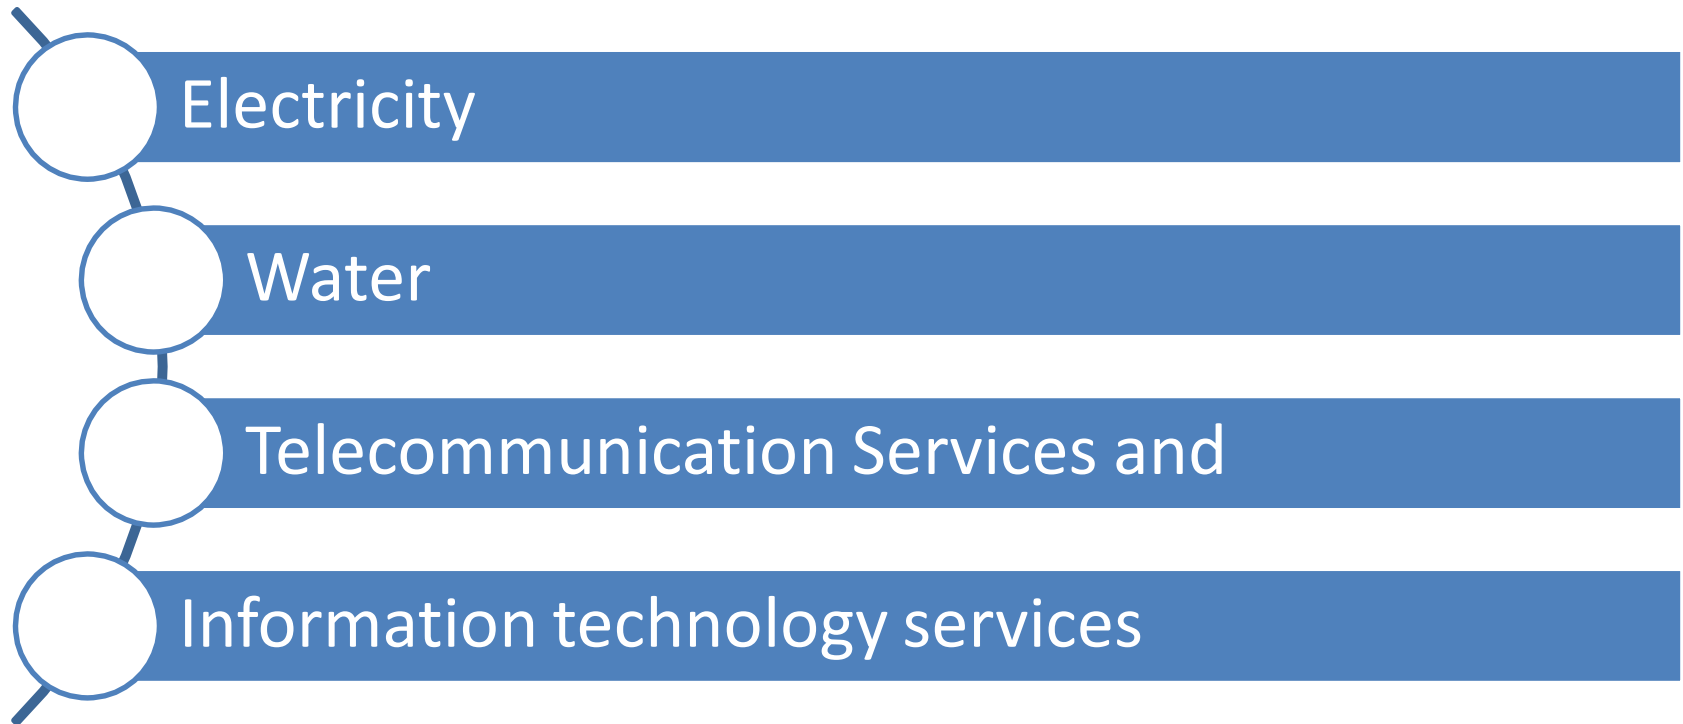 Electricity
Water
Telecommunication Services and
Information technology services